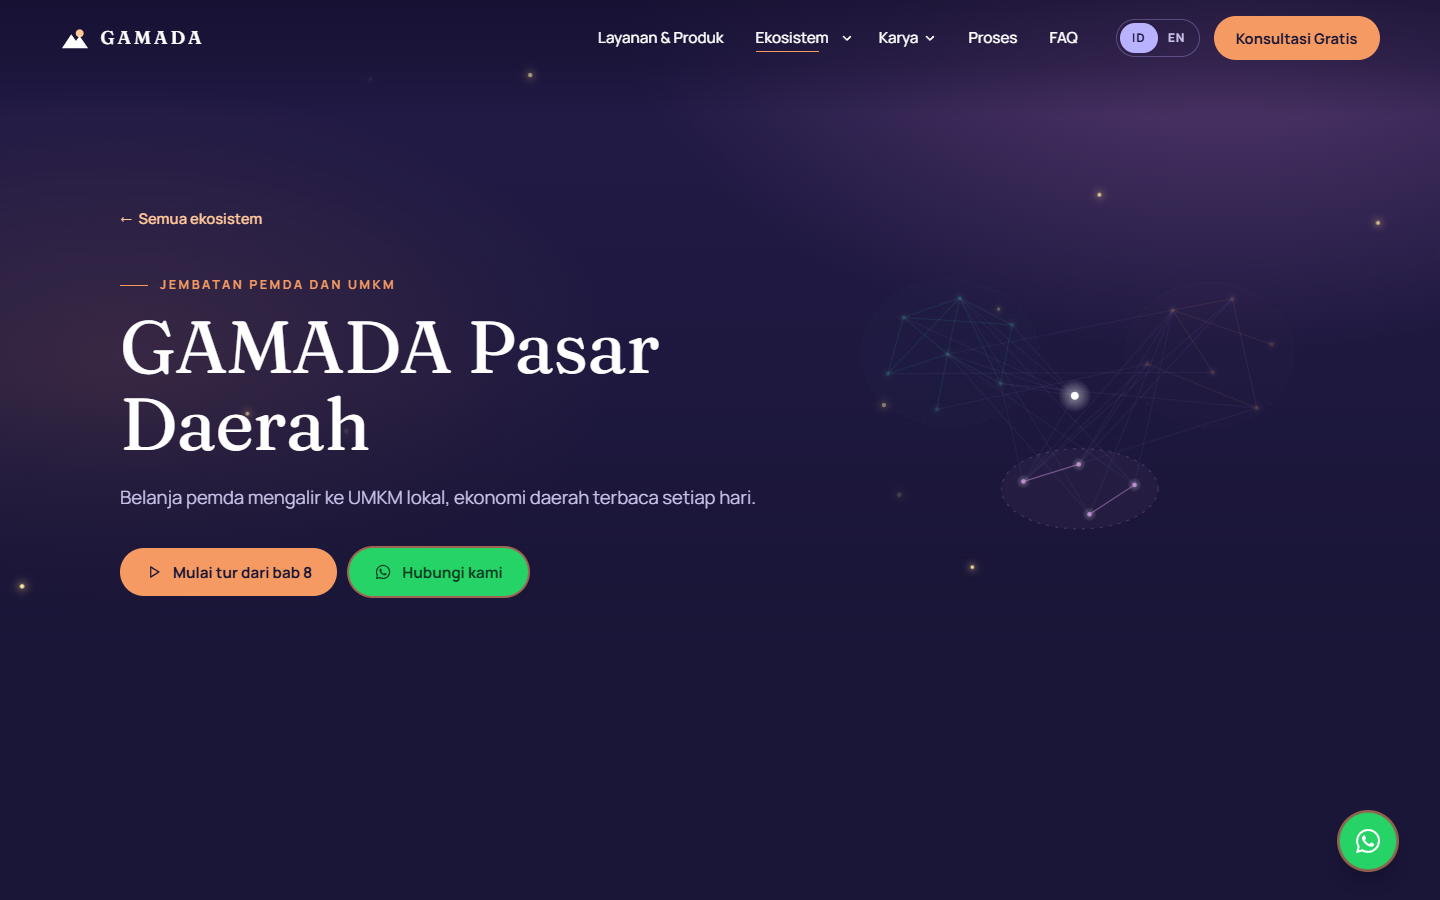 GAMADA
Layanan & Produk
Ekosistem
Karya
Proses
FAQ
ID
EN
Konsultasi Gratis
← Semua ekosistem
JEMBATAN PEMDA DAN UMKM
GAMADA Pasar
Daerah
Belanja pemda mengalir ke UMKM lokal, ekonomi daerah terbaca setiap hari.
Mulai tur dari bab 8
Hubungi kami